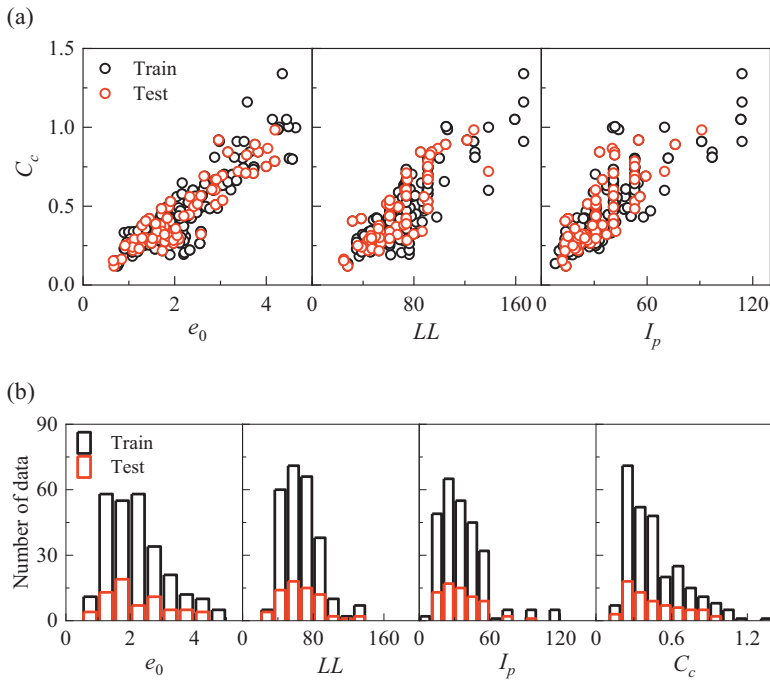 (a)
1.5
1.0
0.5
0.0
C_c
Train
Test
0 2 4 0 80 160 0 60 120
e_0 LL I_p
(b)
90
60
30
0
Number of data
Train
Test
0 2 4 0 80 160 0 60 120 0.6 1.2
e_0 LL I_p C_c